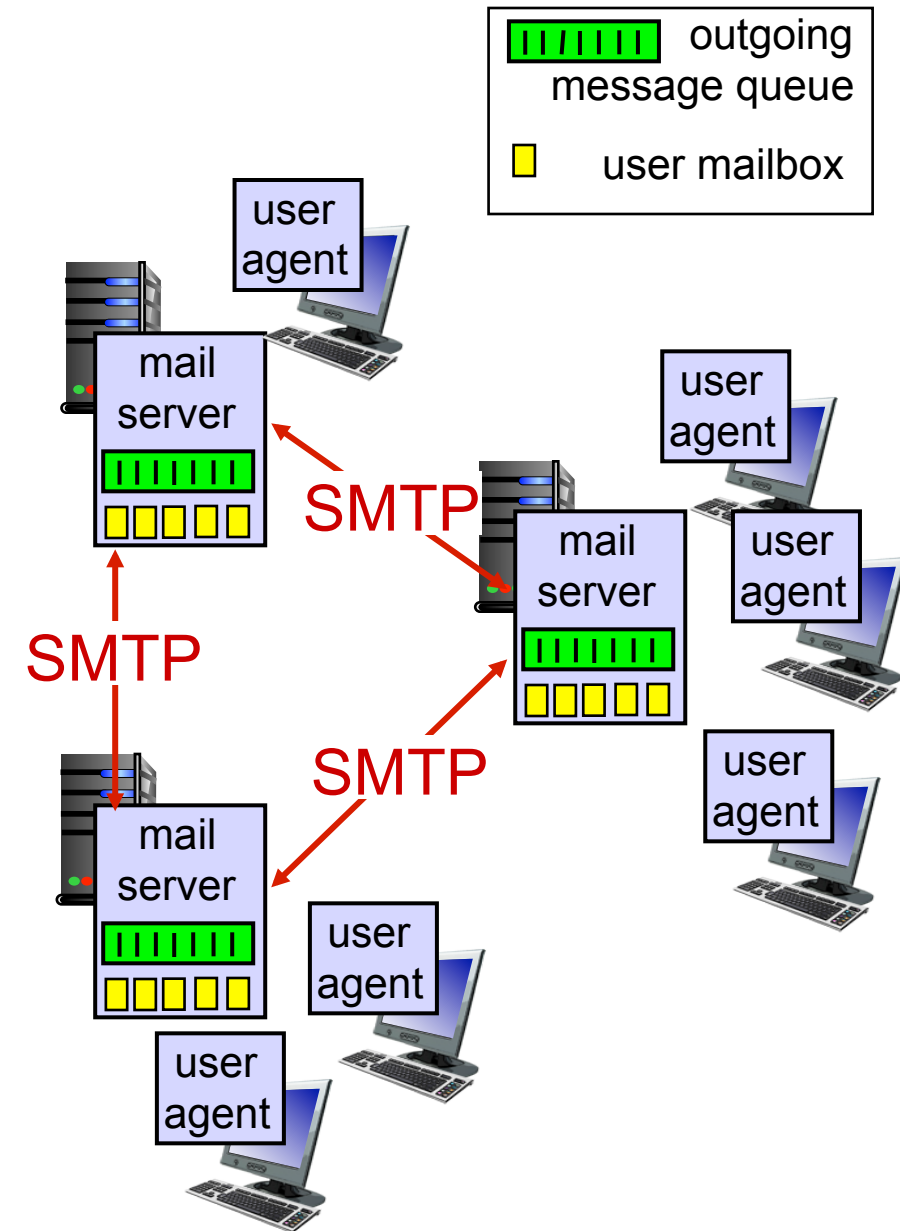 outgoing
message queue
user mailbox
user
agent
mail
server
user
agent
SMTP
mail
server
user
agent
SMTP
SMTP
user
agent
mail
server
user
agent
user
agent